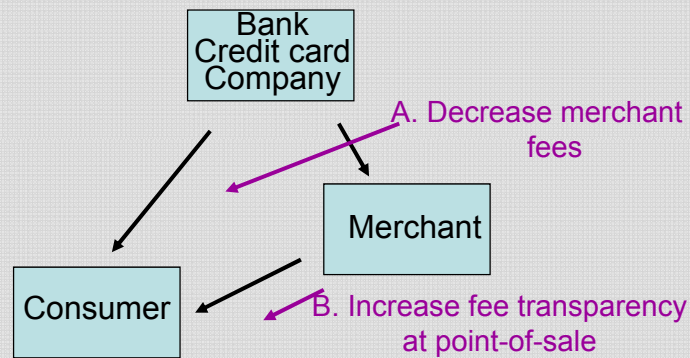 Bank
Credit card
Company
A. Decrease merchant
fees
Merchant
Consumer
B. Increase fee transparency
at point-of-sale